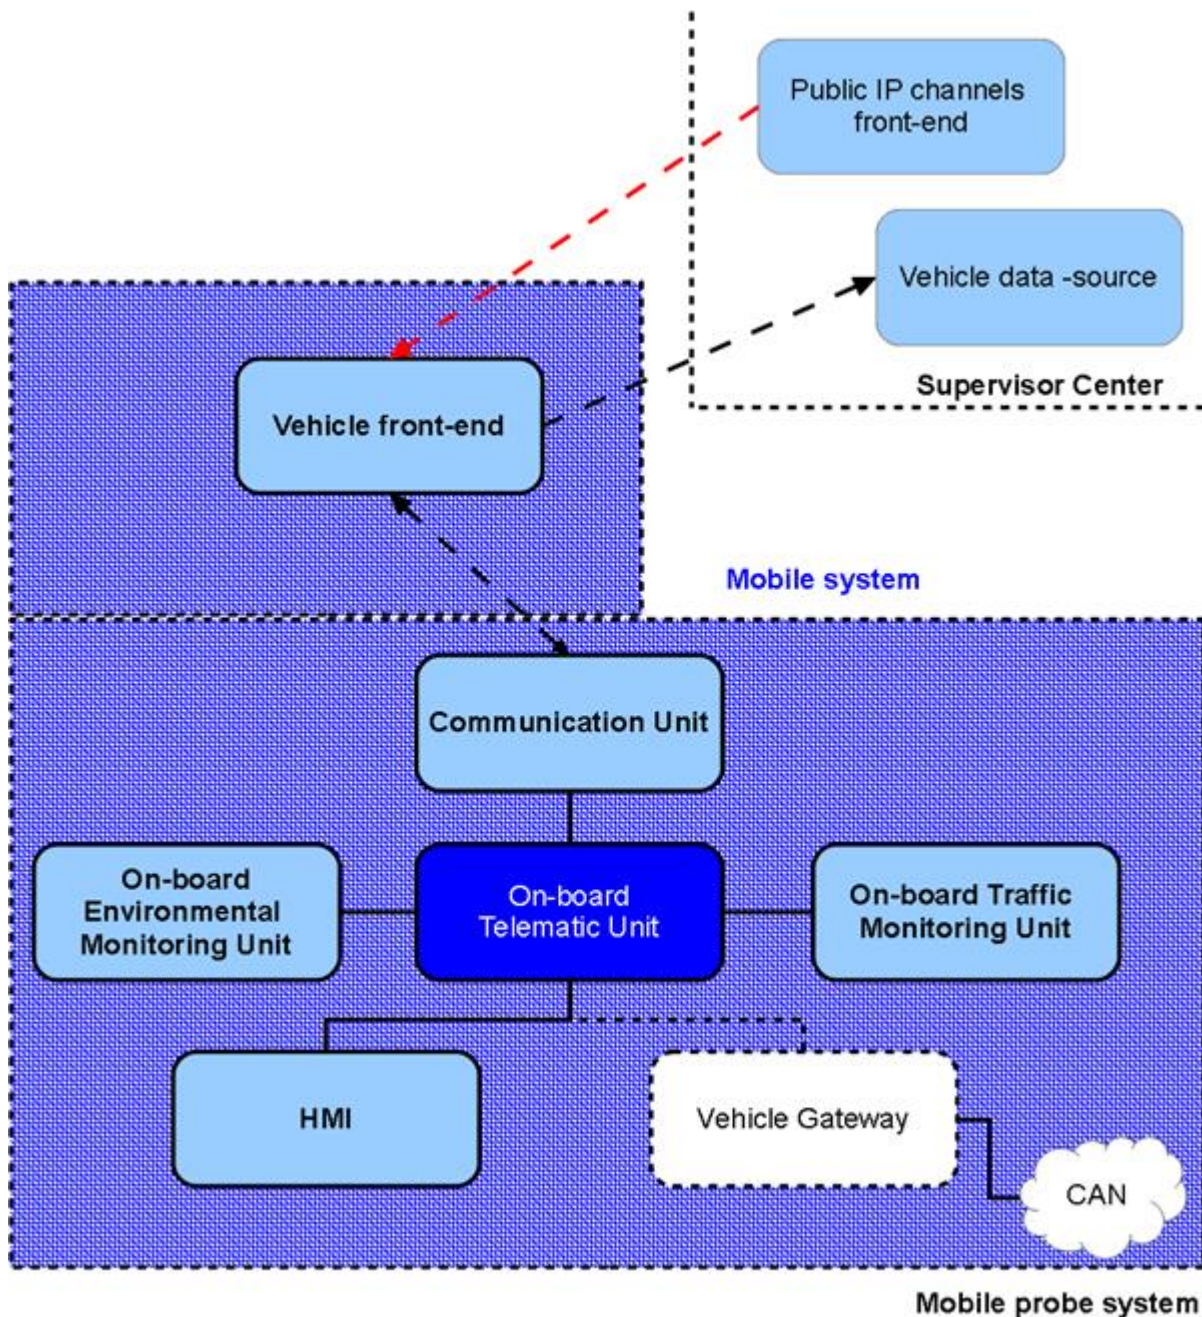 Public IP channels
front-end
Vehicle data -source
Supervisor Center
Vehicle front-end
Mobile system
Communication Unit
On-board
Environmental
Monitoring Unit
On-board
Telematic Unit
On-board Traffic
Monitoring Unit
HMI
Vehicle Gateway
CAN
Mobile probe system